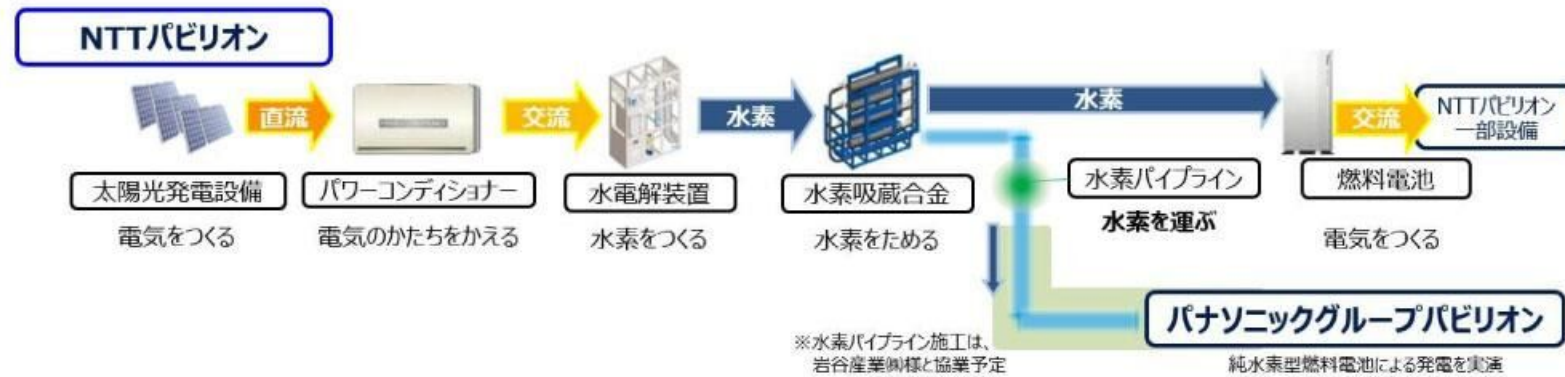 NTTパビリオン
直流
交流
水素
水素
交流
NTTパビリオン
一部設備
太陽光発電設備
パワーコンディショナー
水電解装置
水素吸蔵合金
水素パイプライン
燃料電池
電気をつくる
電気のかたちをかえる
水素をつくる
水素をためる
水素を運ぶ
電気をつくる
パナソニックグループパビリオン
※水素パイプライン施工は、
岩谷産業㈱様と協業予定
純水素型燃料電池による発電を実演